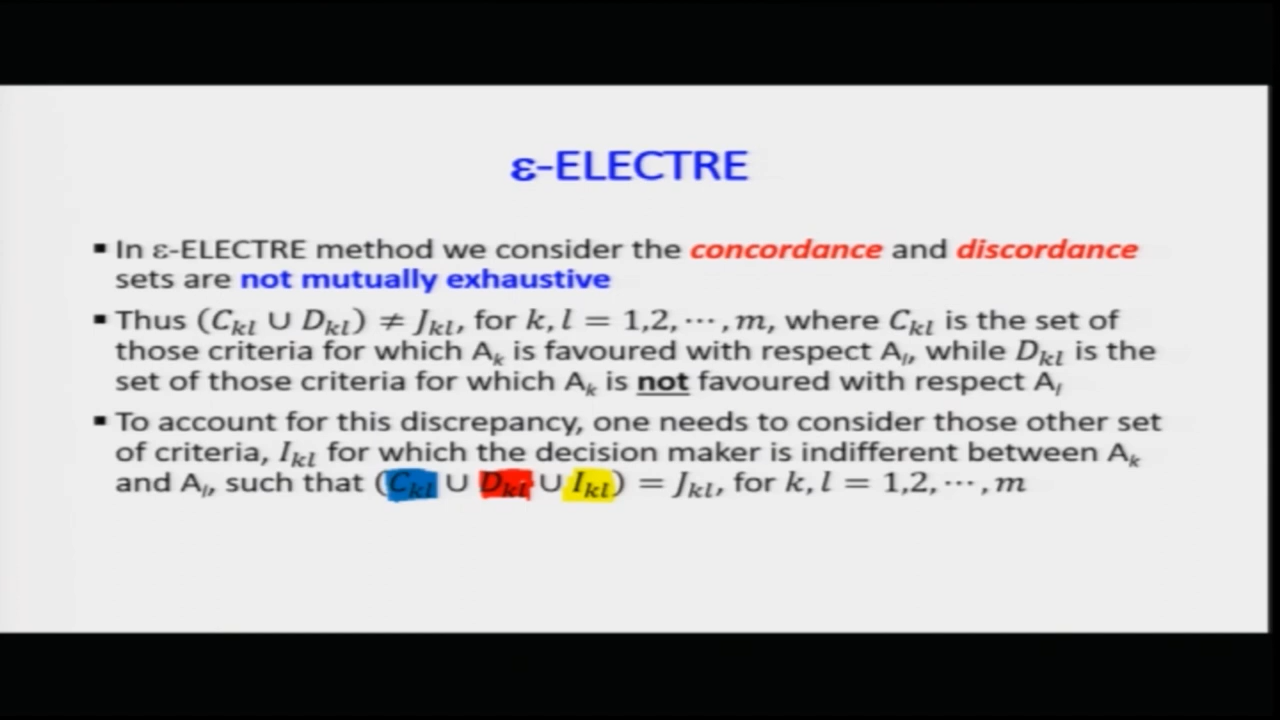 ε-ELECTRE
▪ In ε-ELECTRE method we consider the concordance and discordance
sets are not mutually exhaustive
▪ Thus (C_kl ∪ D_kl) ≠ J_kl, for k, l = 1,2, ⋯ , m, where C_kl is the set of
those criteria for which A_k is favoured with respect A_l, while D_kl is the
set of those criteria for which A_k is not favoured with respect A_l
▪ To account for this discrepancy, one needs to consider those other set
of criteria, I_kl for which the decision maker is indifferent between A_k
and A_l, such that (C_kl ∪ D_kl ∪ I_kl) = J_kl, for k, l = 1,2, ⋯ , m